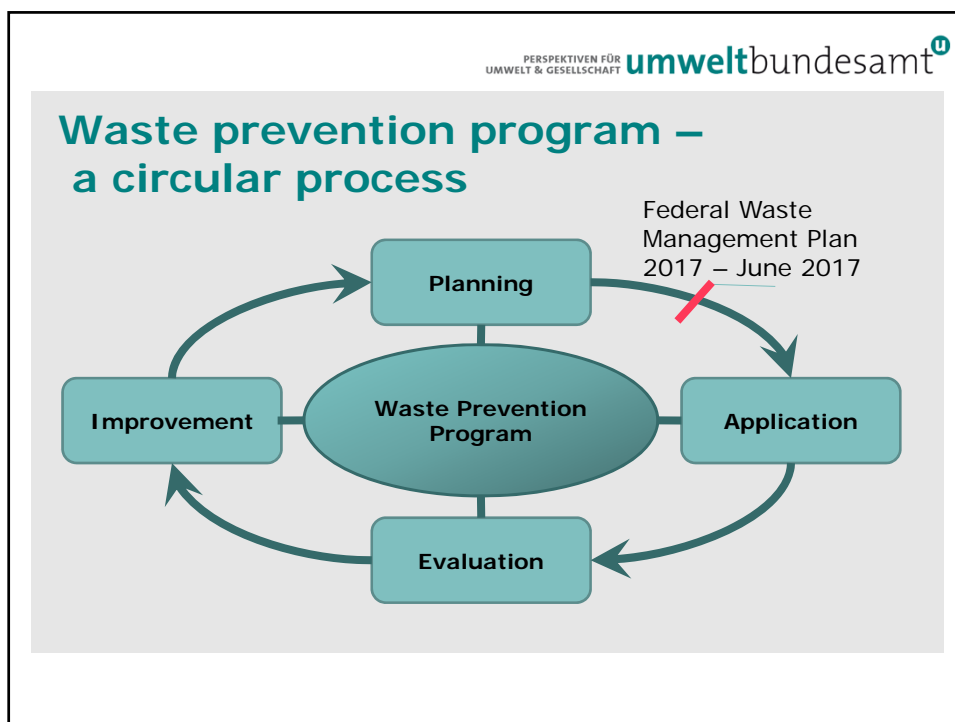 PERSPEKTIVEN FÜR
UMWELT & GESELLSCHAFT umweltbundesamt
u
Waste prevention program –
a circular process
Federal Waste
Management Plan
2017 – June 2017
Planning
Improvement
Waste Prevention
Program
Application
Evaluation